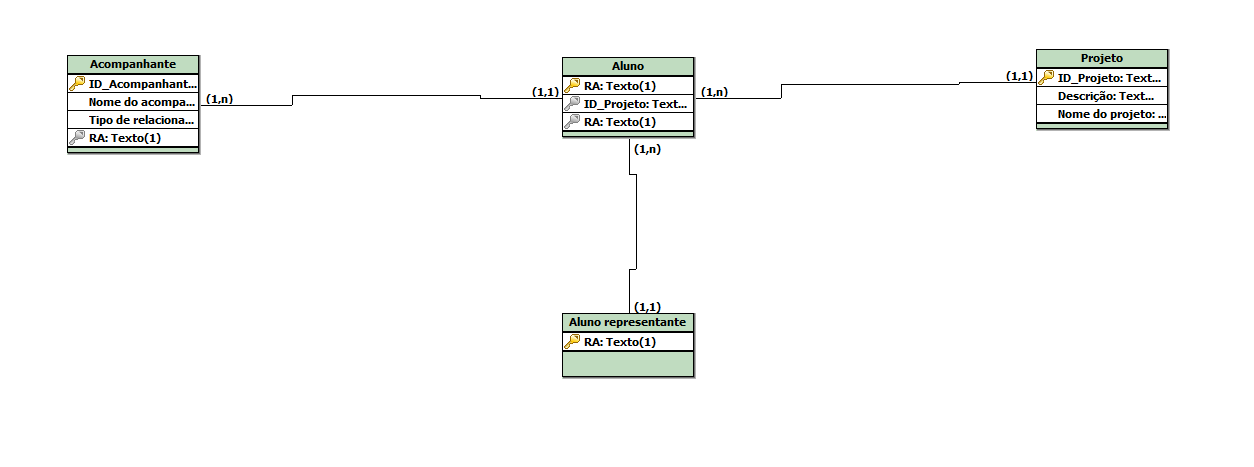 Acompanhante
ID_Acompanhant...
Nome do acompa...
Tipo de relaciona...
RA: Texto(1)
(1,n)
(1,1)
Aluno
RA: Texto(1)
ID_Projeto: Text...
RA: Texto(1)
(1,n)
(1,1)
Projeto
ID_Projeto: Text...
Descrição: Text...
Nome do projeto: ...
(1,n)
(1,1)
Aluno representante
RA: Texto(1)